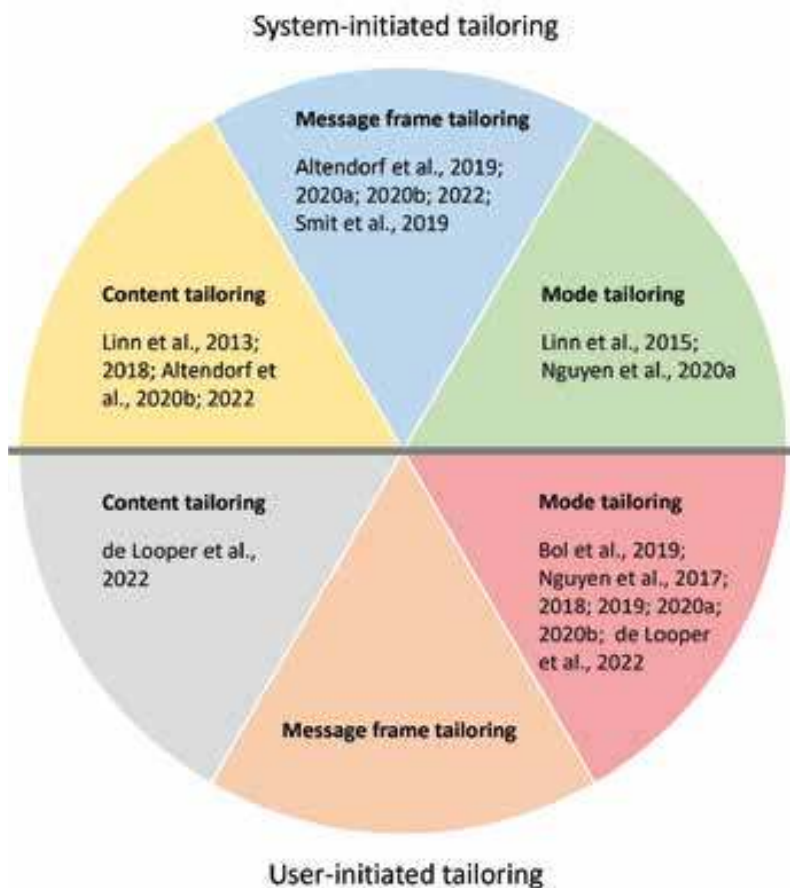 System-initiated tailoring
Message frame tailoring
Altendorf et al., 2019;
2020a; 2020b; 2022;
Smit et al., 2019
Content tailoring
Linn et al., 2013;
2018; Altendorf et
al., 2020b; 2022
Mode tailoring
Linn et al., 2015;
Nguyen et al., 2020a
Content tailoring
de Looper et al.,
2022
Mode tailoring
Bol et al., 2019;
Nguyen et al., 2017;
2018; 2019; 2020a;
2020b; de Looper
et al., 2022
Message frame tailoring
User-initiated tailoring